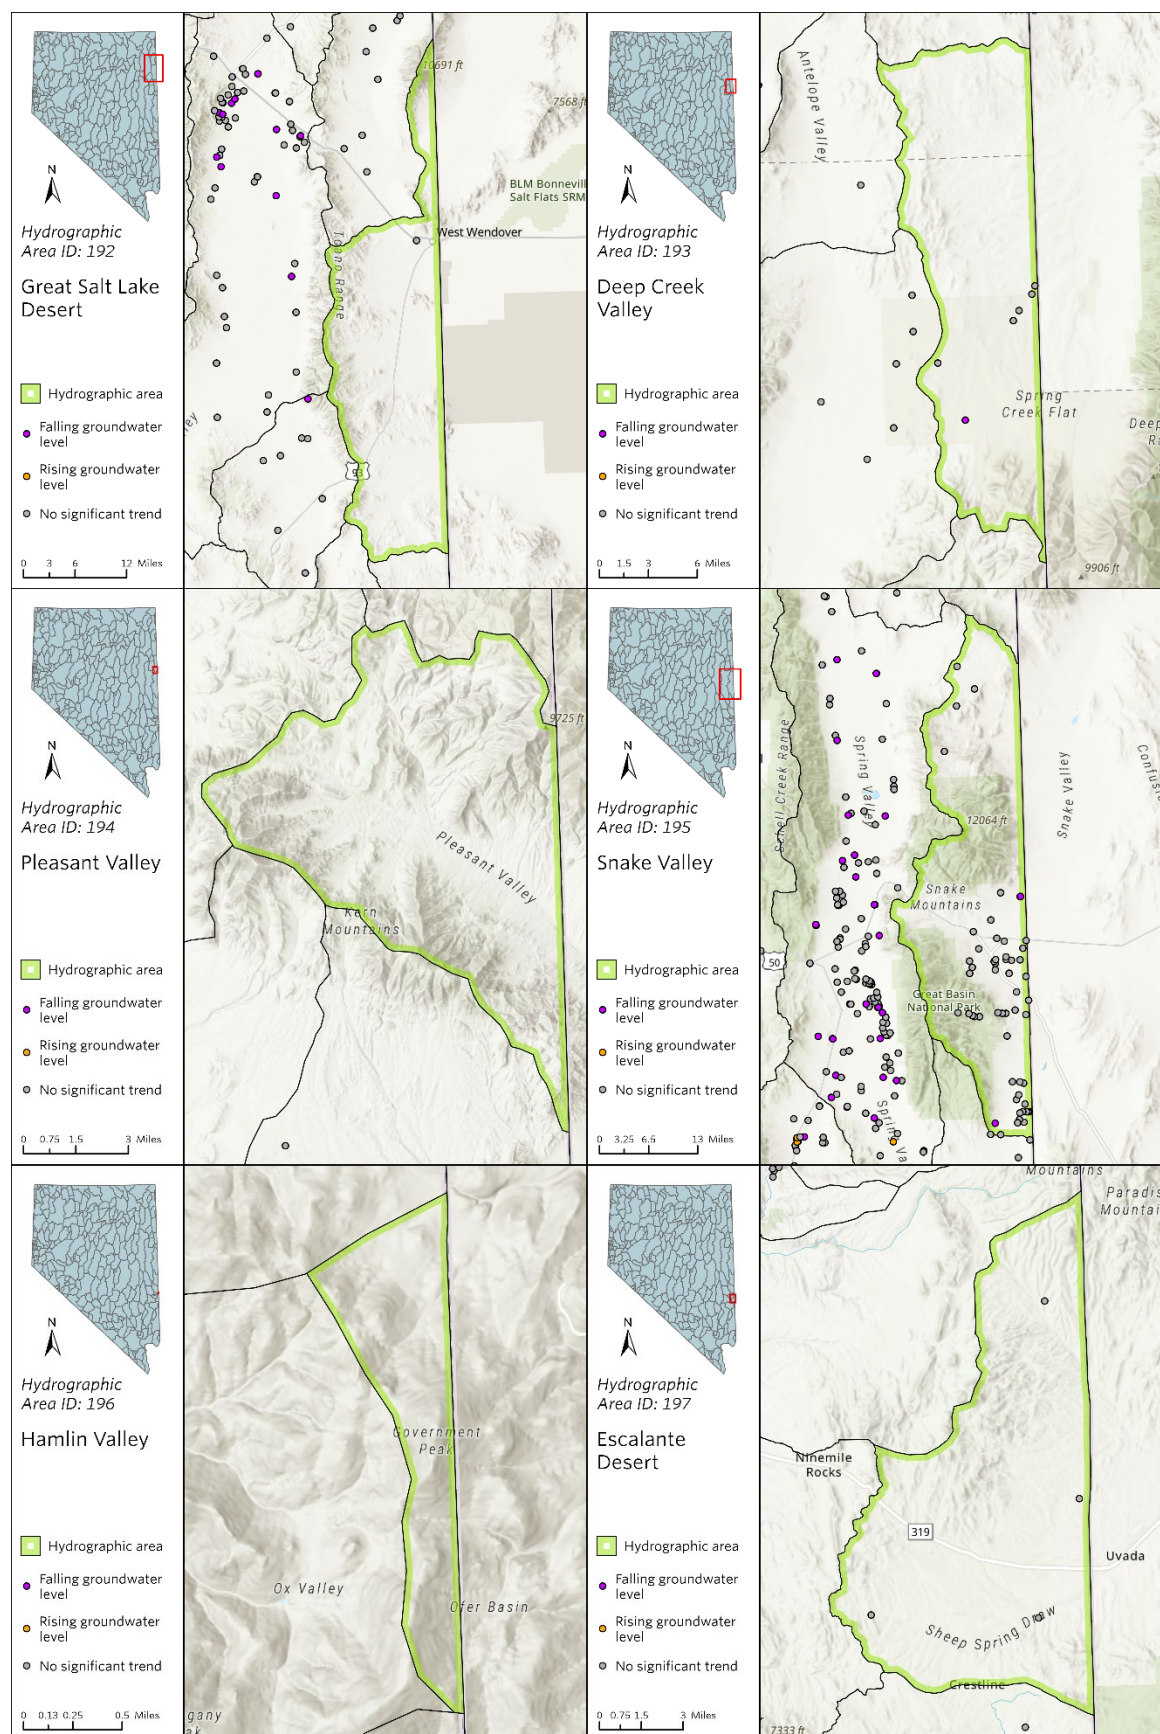 N
Hydrographic
Area ID: 192
Great Salt Lake
Desert
Hydrographic area
Falling groundwater
level
Rising groundwater
level
No significant trend
0 3 6 12 Miles
10691 ft
7568 ft
BLM Bonnevill
Salt Flats SRM
West Wendover
Toano Range
93
N
Hydrographic
Area ID: 193
Deep Creek
Valley
Hydrographic area
Falling groundwater
level
Rising groundwater
level
No significant trend
0 1.5 3 6 Miles
Antelope Valley
Spring
Creek Flat
Deep
Ra
9906 ft
N
Hydrographic
Area ID: 194
Pleasant Valley
Hydrographic area
Falling groundwater
level
Rising groundwater
level
No significant trend
0 0.75 1.5 3 Miles
9725 ft
Pleasant Valley
Kern
Mountains
N
Hydrographic
Area ID: 195
Snake Valley
Hydrographic area
Falling groundwater
level
Rising groundwater
level
No significant trend
0 3.25 6.5 13 Miles
Schell Creek Range
Spring Valley
Snake Valley
Confusio
12064 ft
Snake
Mountains
50
Great Basin
National Park
Spring Va
N
Hydrographic
Area ID: 196
Hamlin Valley
Hydrographic area
Falling groundwater
level
Rising groundwater
level
No significant trend
0 0.13 0.25 0.5 Miles
Government
Peak
Ox Valley
Ofer Basin
gany
ak
N
Hydrographic
Area ID: 197
Escalante
Desert
Hydrographic area
Falling groundwater
level
Rising groundwater
level
No significant trend
0 0.75 1.5 3 Miles
Mountains
Paradis
Mountai
Ninemile
Rocks
319
Uvada
Sheep Spring Draw
Crestline
7333 ft